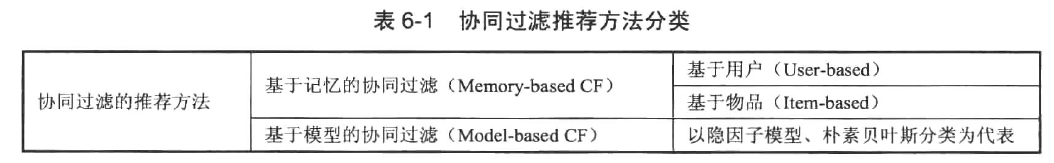 表 6-1 协同过滤推荐方法分类
协同过滤的推荐方法
基于记忆的协同过滤（Memory-based CF）
基于用户（User-based）
基于物品（Item-based）
基于模型的协同过滤（Model-based CF）
以隐因子模型、朴素贝叶斯分类为代表